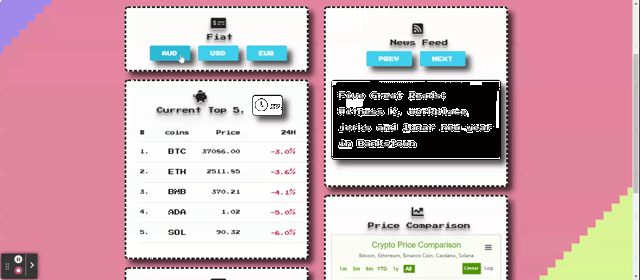 Fiat
AUD USD EUR
Current Top 5.
# coins Price 24H
1. BTC 37086.00 -3.0%
2. ETH 2511.85 -3.6%
3. BNB 370.21 -4.1%
4. ADA 1.02 -5.0%
5. SOL 90.32 -6.0%
News Feed
PREV NEXT
in
Price Comparison
Crypto Price Comparison
Bitcoin, Ethereum, Binance Coin, Cardano, Solana
1m 3m 6m YTD 1y All Linear Log